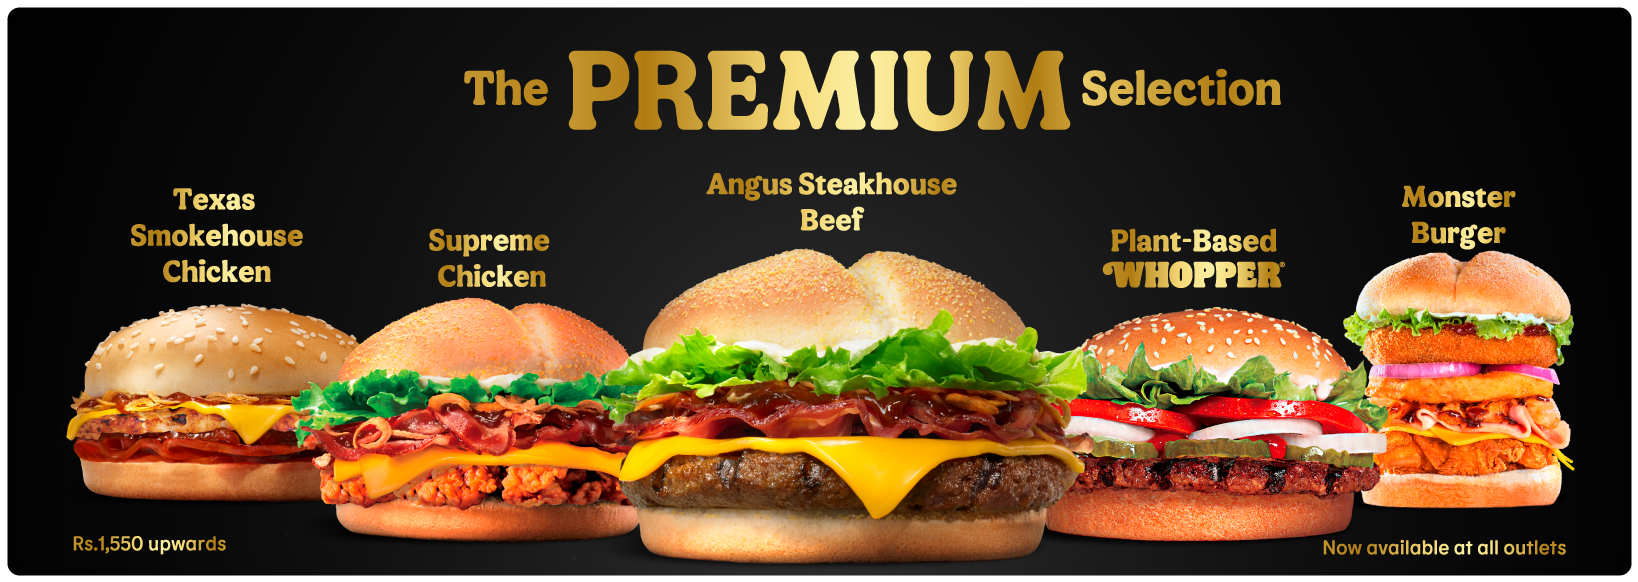 The PREMIUM Selection
Texas
Smokehouse
Chicken
Supreme
Chicken
Angus Steakhouse
Beef
Plant-Based
WHOPPER®
Monster
Burger
Rs.1,550 upwards
Now available at all outlets